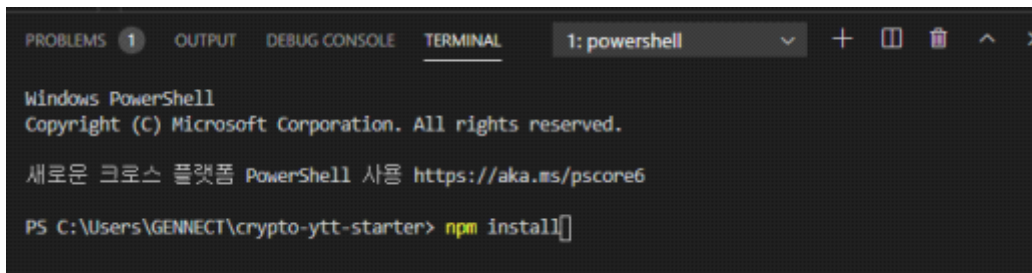 PROBLEMS 1 OUTPUT DEBUG CONSOLE TERMINAL 1: powershell
Windows PowerShell
Copyright (C) Microsoft Corporation. All rights reserved.
새로운 크로스 플랫폼 PowerShell 사용 https://aka.ms/pscore6
PS C:\Users\GENNECT\crypto-ytt-starter> npm install